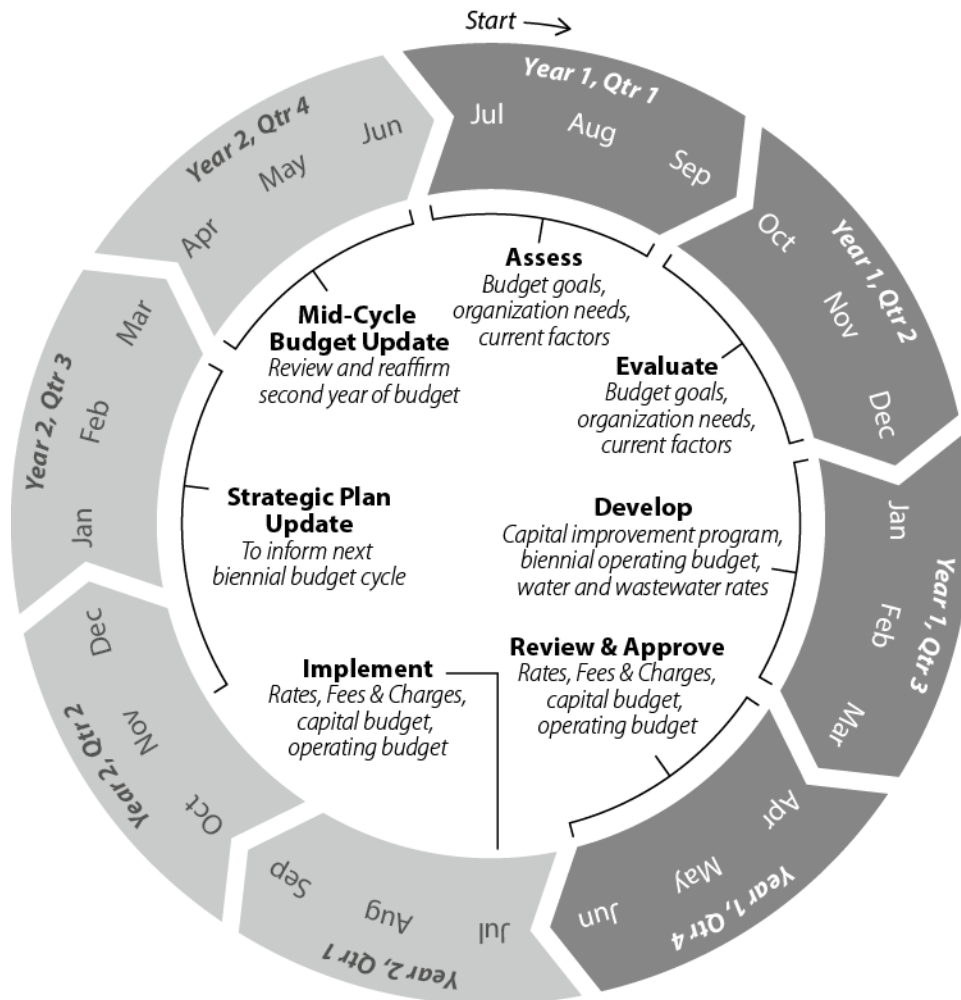 Start
Year 1, Qtr 1
Jul
Aug
Sep
Year 1, Qtr 2
Oct
Nov
Dec
Year 1, Qtr 3
Jan
Feb
Mar
Year 1, Qtr 4
Apr
May
Jun
Year 2, Qtr 1
Jul
Aug
Sep
Year 2, Qtr 2
Oct
Nov
Dec
Year 2, Qtr 3
Jan
Feb
Mar
Year 2, Qtr 4
Apr
May
Jun
Assess
Budget goals,
organization needs,
current factors
Evaluate
Budget goals,
organization needs,
current factors
Develop
Capital improvement program,
biennial operating budget,
water and wastewater rates
Review & Approve
Rates, Fees & Charges,
capital budget,
operating budget
Implement
Rates, Fees & Charges,
capital budget,
operating budget
Strategic Plan
Update
To inform next
biennial budget cycle
Mid-Cycle
Budget Update
Review and reaffirm
second year of budget